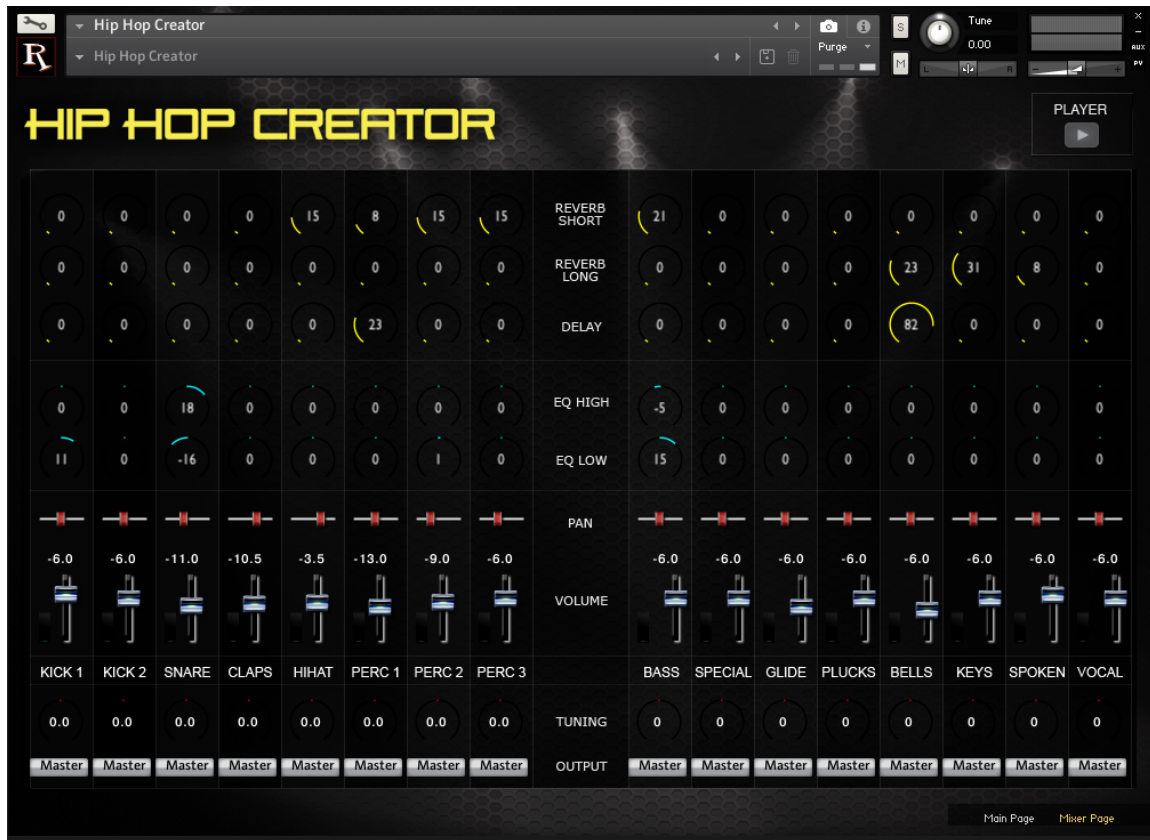 Hip Hop Creator
Hip Hop Creator
R
Purge
S
M
Tune
0.00
L R
- +
×
–
AUX
PV
HIP HOP CREATOR
PLAYER
0 0 0 0 15 8 15 15 REVERB SHORT 21 0 0 0 0 0 0 0
0 0 0 0 0 0 0 0 REVERB LONG 0 0 0 0 23 31 8 0
0 0 0 0 0 23 0 0 DELAY 0 0 0 0 82 0 0 0
0 0 18 0 0 0 0 0 EQ HIGH -5 0 0 0 0 0 0 0
11 0 -16 0 0 0 1 0 EQ LOW 15 0 0 0 0 0 0 0
PAN
-6.0 -6.0 -11.0 -10.5 -3.5 -13.0 -9.0 -6.0 -6.0 -6.0 -6.0 -6.0 -6.0 -6.0 -6.0 -6.0
VOLUME
KICK 1 KICK 2 SNARE CLAPS HIHAT PERC 1 PERC 2 PERC 3 BASS SPECIAL GLIDE PLUCKS BELLS KEYS SPOKEN VOCAL
0.0 0.0 0.0 0.0 0.0 0.0 0.0 0.0 TUNING 0 0 0 0 0 0 0 0
Master Master Master Master Master Master Master Master OUTPUT Master Master Master Master Master Master Master Master
Main Page Mixer Page